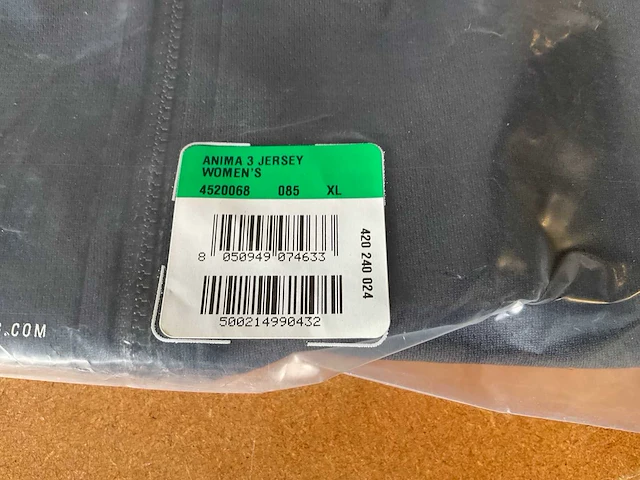 ANIMA 3 JERSEY
WOMEN'S
4520068 085 XL
8 050949 074633
500214990432
420 240 024
.COM